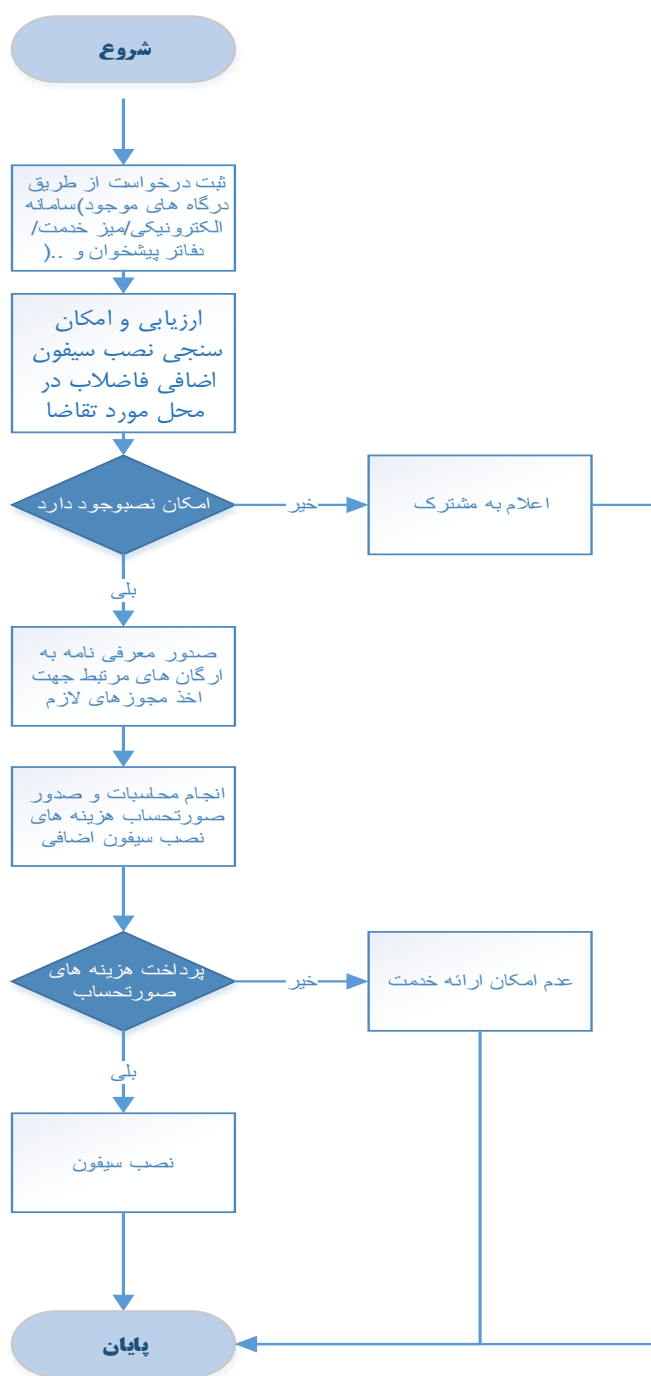 شروع
ثبت درخواست از طریق
درگاه های موجود)سامانه
الکترونیکی/میز خدمت/
دفاتر پیشخوان و ..(
ارزیابی و امکان
سنجی نصب سیفون
اضافی فاضلاب در
محل مورد تقاضا
امکان نصبوجود دارد
خیر
اعلام به مشترک
بلی
صدور معرفی نامه به
ارگان های مرتبط جهت
اخذ مجوزهای لازم
انجام محاسبات و صدور
صورتحساب هزینه های
نصب سیفون اضافی
پرداخت هزینه های
صورتحساب
خیر
عدم امکان ارائه خدمت
بلی
نصب سیفون
پایان